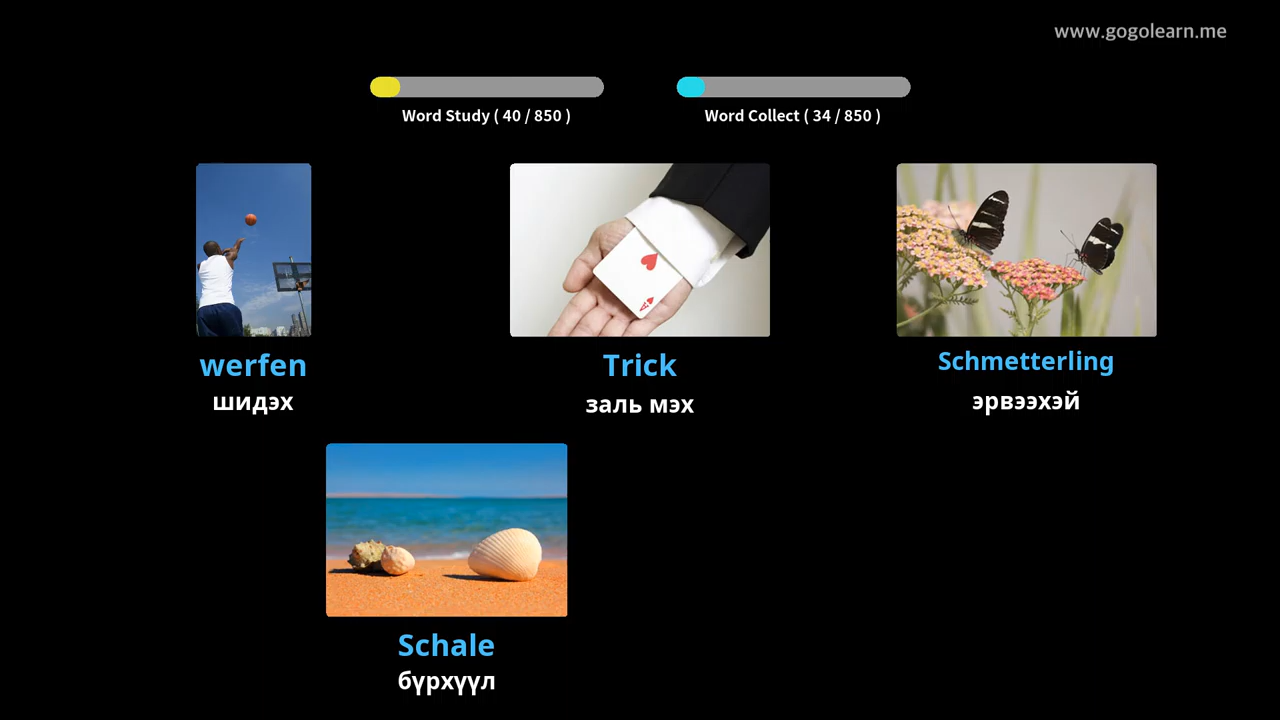 www.gogolearn.me
Word Study ( 40 / 850 )
Word Collect ( 34 / 850 )
werfen
шидэх
Trick
заль мэх
Schmetterling
эрвээхэй
Schale
бүрхүүл